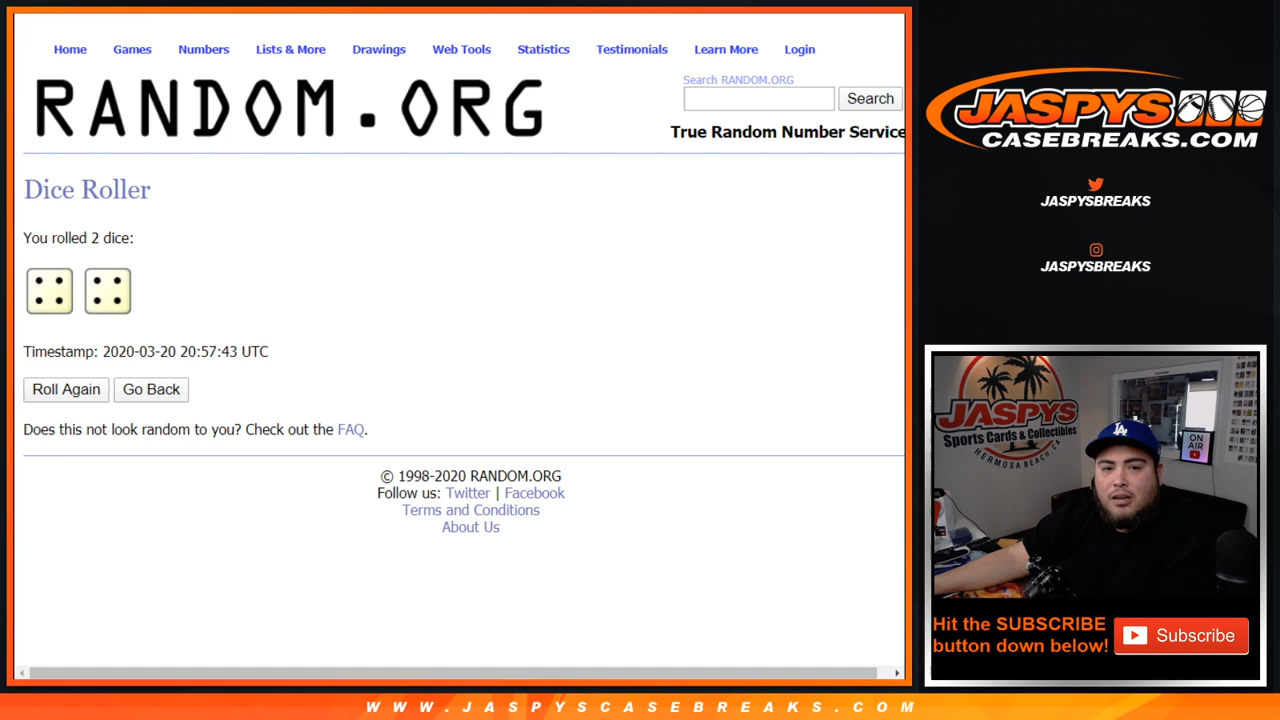 Home Games Numbers Lists & More Drawings Web Tools Statistics Testimonials Learn More Login
RANDOM.ORG
Search RANDOM.ORG
Search
True Random Number Service
Dice Roller
You rolled 2 dice:
Timestamp: 2020-03-20 20:57:43 UTC
Roll Again Go Back
Does this not look random to you? Check out the FAQ.
© 1998-2020 RANDOM.ORG
Follow us: Twitter | Facebook
Terms and Conditions
About Us
JASPYS
CASEBREAKS.COM
JASPYSBREAKS
JASPYSBREAKS
JASPYS
Sports Cards & Collectibles
HERMOSA BEACH, CA
LA
ON
AIR
Hit the SUBSCRIBE
button down below!
Subscribe
WWW.JASPYSCASEBREAKS.COM